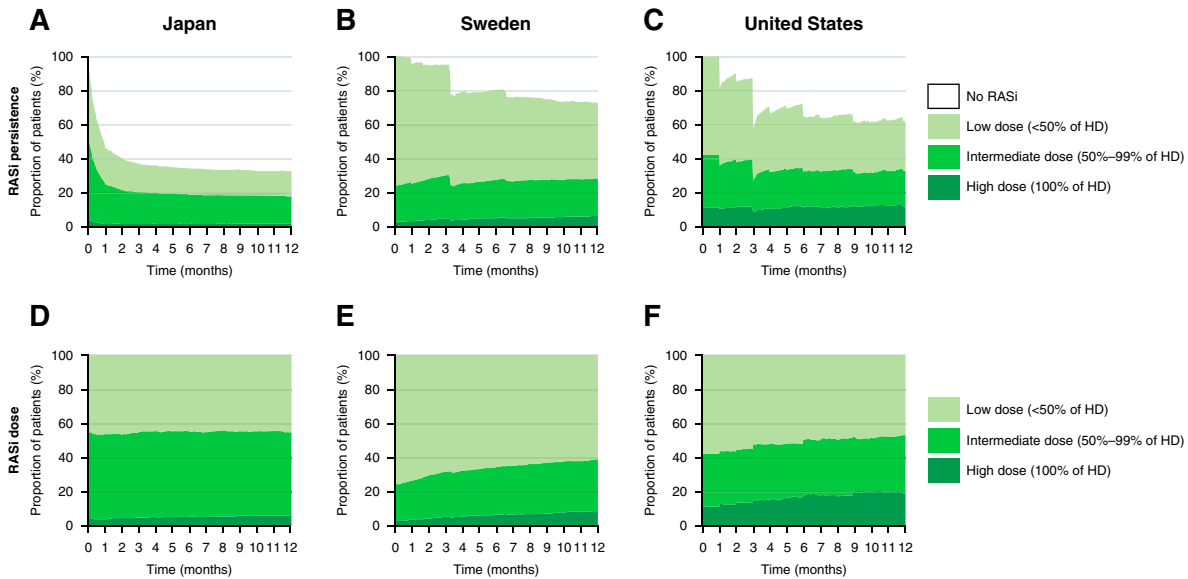 A Japan
B Sweden
C United States
RASi persistence
Proportion of patients (%)
100
80
60
40
20
0
0 1 2 3 4 5 6 7 8 9 10 11 12
Time (months)
Proportion of patients (%)
100
80
60
40
20
0
0 1 2 3 4 5 6 7 8 9 10 11 12
Time (months)
Proportion of patients (%)
100
80
60
40
20
0
0 1 2 3 4 5 6 7 8 9 10 11 12
Time (months)
No RASi
Low dose (<50% of HD)
Intermediate dose (50%–99% of HD)
High dose (100% of HD)
D
E
F
RASi dose
Proportion of patients (%)
100
80
60
40
20
0
0 1 2 3 4 5 6 7 8 9 10 11 12
Time (months)
Proportion of patients (%)
100
80
60
40
20
0
0 1 2 3 4 5 6 7 8 9 10 11 12
Time (months)
Proportion of patients (%)
100
80
60
40
20
0
0 1 2 3 4 5 6 7 8 9 10 11 12
Time (months)
Low dose (<50% of HD)
Intermediate dose (50%–99% of HD)
High dose (100% of HD)